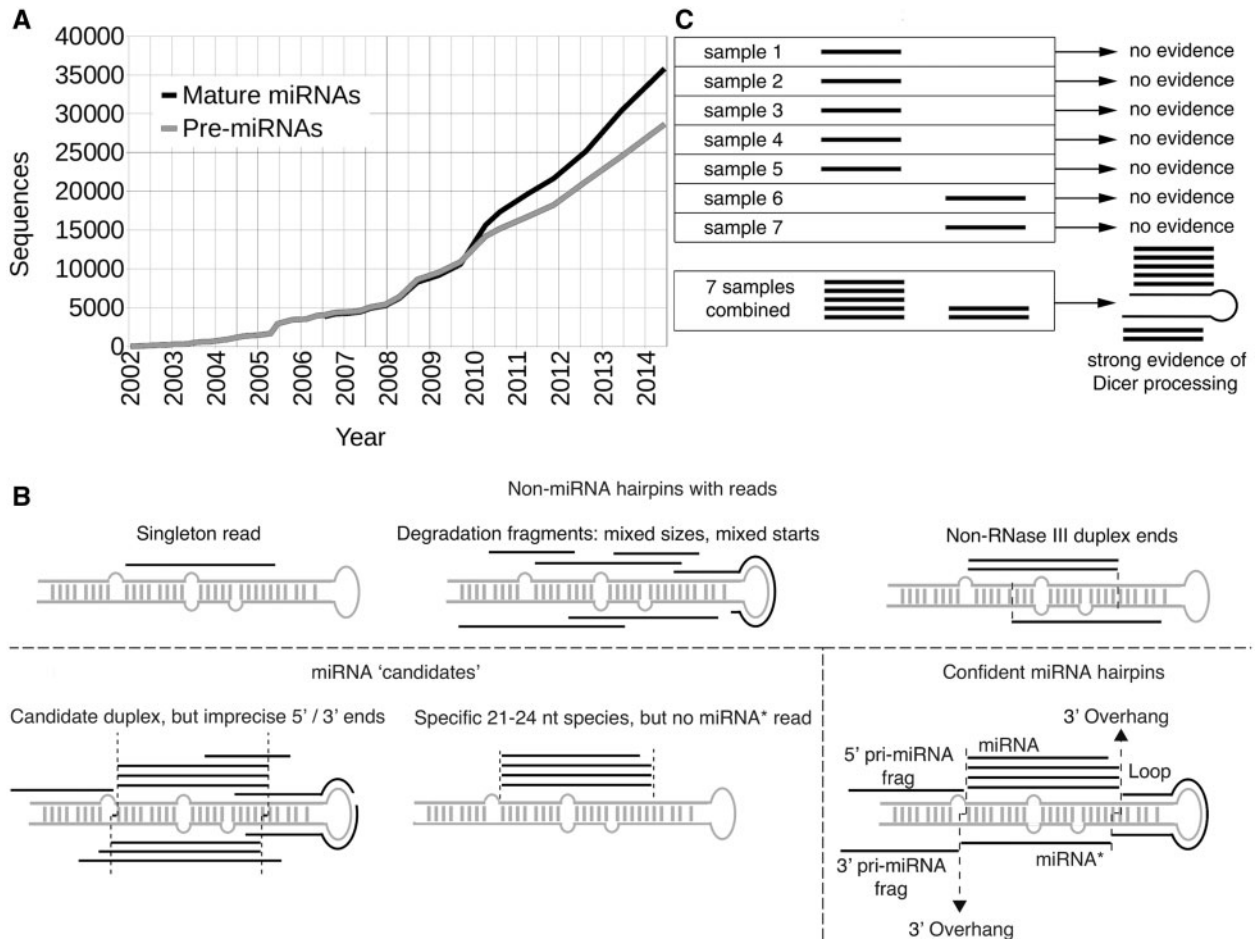 A
40000
35000
30000
25000
20000
15000
10000
5000
0
Sequences
Mature miRNAs
Pre-miRNAs
2002
2003
2004
2005
2006
2007
2008
2009
2010
2011
2012
2013
2014
Year
C
sample 1 no evidence
sample 2 no evidence
sample 3 no evidence
sample 4 no evidence
sample 5 no evidence
sample 6 no evidence
sample 7 no evidence
7 samples
combined
strong evidence of
Dicer processing
B
Non-miRNA hairpins with reads
Singleton read
Degradation fragments: mixed sizes, mixed starts
Non-RNase III duplex ends
miRNA ‘candidates’
Candidate duplex, but imprecise 5’ / 3’ ends
Specific 21-24 nt species, but no miRNA* read
Confident miRNA hairpins
3’ Overhang
5’ pri-miRNA
frag
miRNA
Loop
3’ pri-miRNA
frag
miRNA*
3’ Overhang